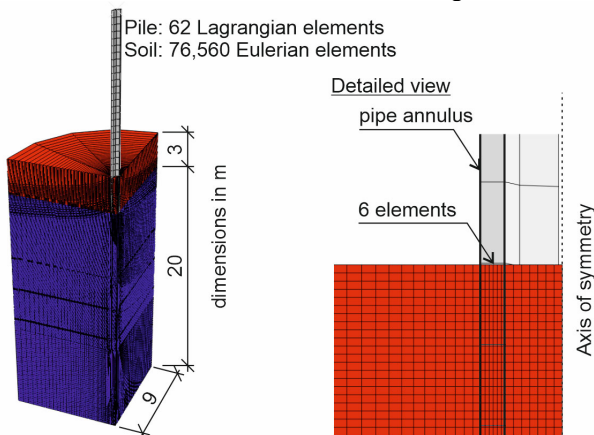 Pile: 62 Lagrangian elements
Soil: 76,560 Eulerian elements
3
20
9
dimensions in m
Detailed view
pipe annulus
6 elements
Axis of symmetry